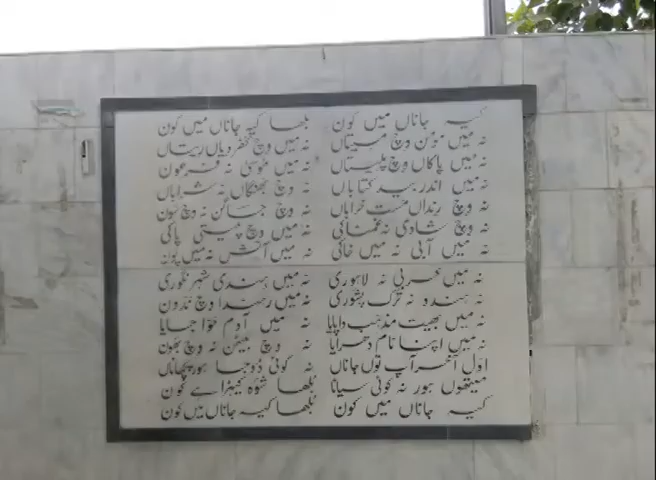 کیہ جاناں میں کون بلھا کیہ جاناں میں کون
نہ میں مومن وچ مسیتاں نہ میں وچ کفر دیاں ریتاں
نہ میں پاکاں وچ پلیتاں نہ میں موسیٰ نہ فرعون
نہ میں اندر بید کتاباں نہ وچ بھنگاں نہ شراباں
نہ وچ رنداں مست خراباں نہ وچ جاگن نہ وچ سَون
نہ وچ شادی نہ غمنائی نہ میں وچ پلیتی پاکی
نہ میں آبی نہ میں خاکی نہ میں آتش نہ میں پَونہ
نہ میں عربی نہ لاہوری نہ میں ہندی شہر نگوری
نہ ہندو نہ ترک پشوری نہ میں رہندا وچ ندون
نہ میں بھیت مذہب دا پایا نہ میں آدم حوا جایا
نہ میں اپنا نام دھرایا نہ وچ بیٹھن نہ وچ بھون
اول آخر آپ نوں جاناں نہ کوئی دوجا ہور پچھاناں
میتھوں ہور نہ کوئی سیانا بلھا شوہ کھیڑا ہے کون
کیہ جاناں میں کون بلھا کیہ جاناں میں کون